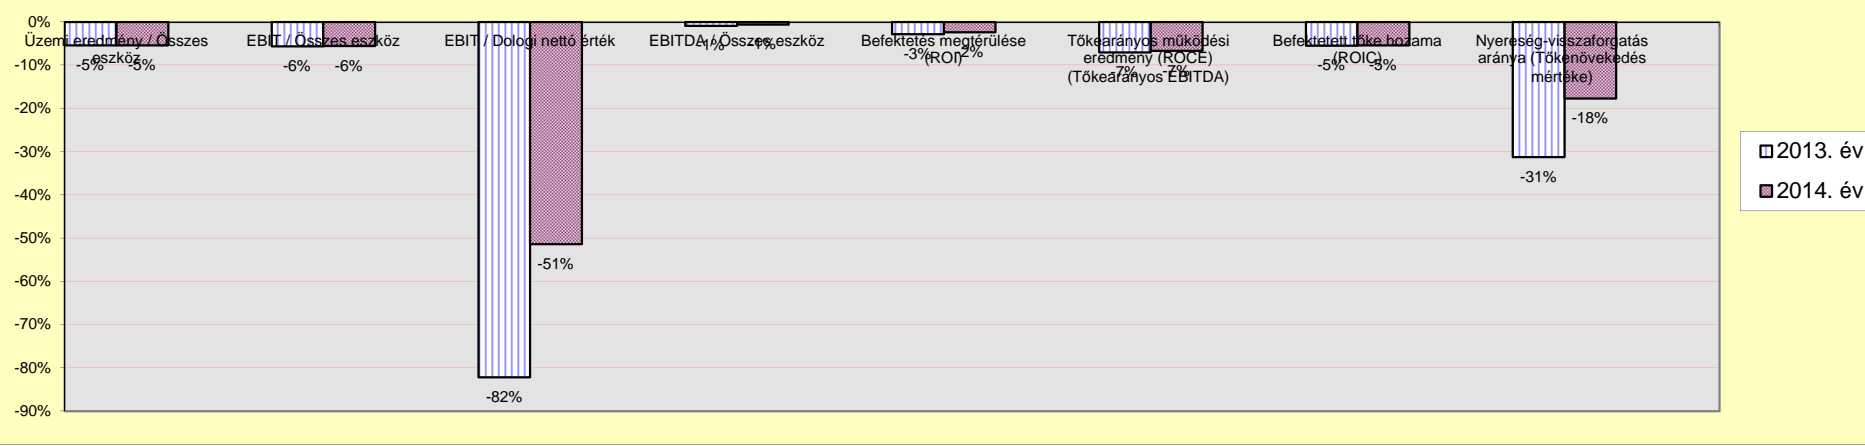 0%
-10%
-20%
-30%
-40%
-50%
-60%
-70%
-80%
-90%
Üzemi eredmény / Összes
eszköz
-5%
-5%
EBIT / Összes eszköz
-6%
-6%
EBIT / Dologi nettó érték
-82%
-51%
EBITDA / Összes eszköz
-1%
-1%
Befektetés megtérülése
(ROI)
-3%
-2%
Tőkearányos működési
eredmény (ROCE)
(Tőkearányos EBITDA)
-7%
-7%
Befektetett tőke hozama
(ROIC)
-5%
-5%
Nyereség-visszaforgatás
aránya (Tőkenövekedés
mértéke)
-31%
-18%
2013. év
2014. év